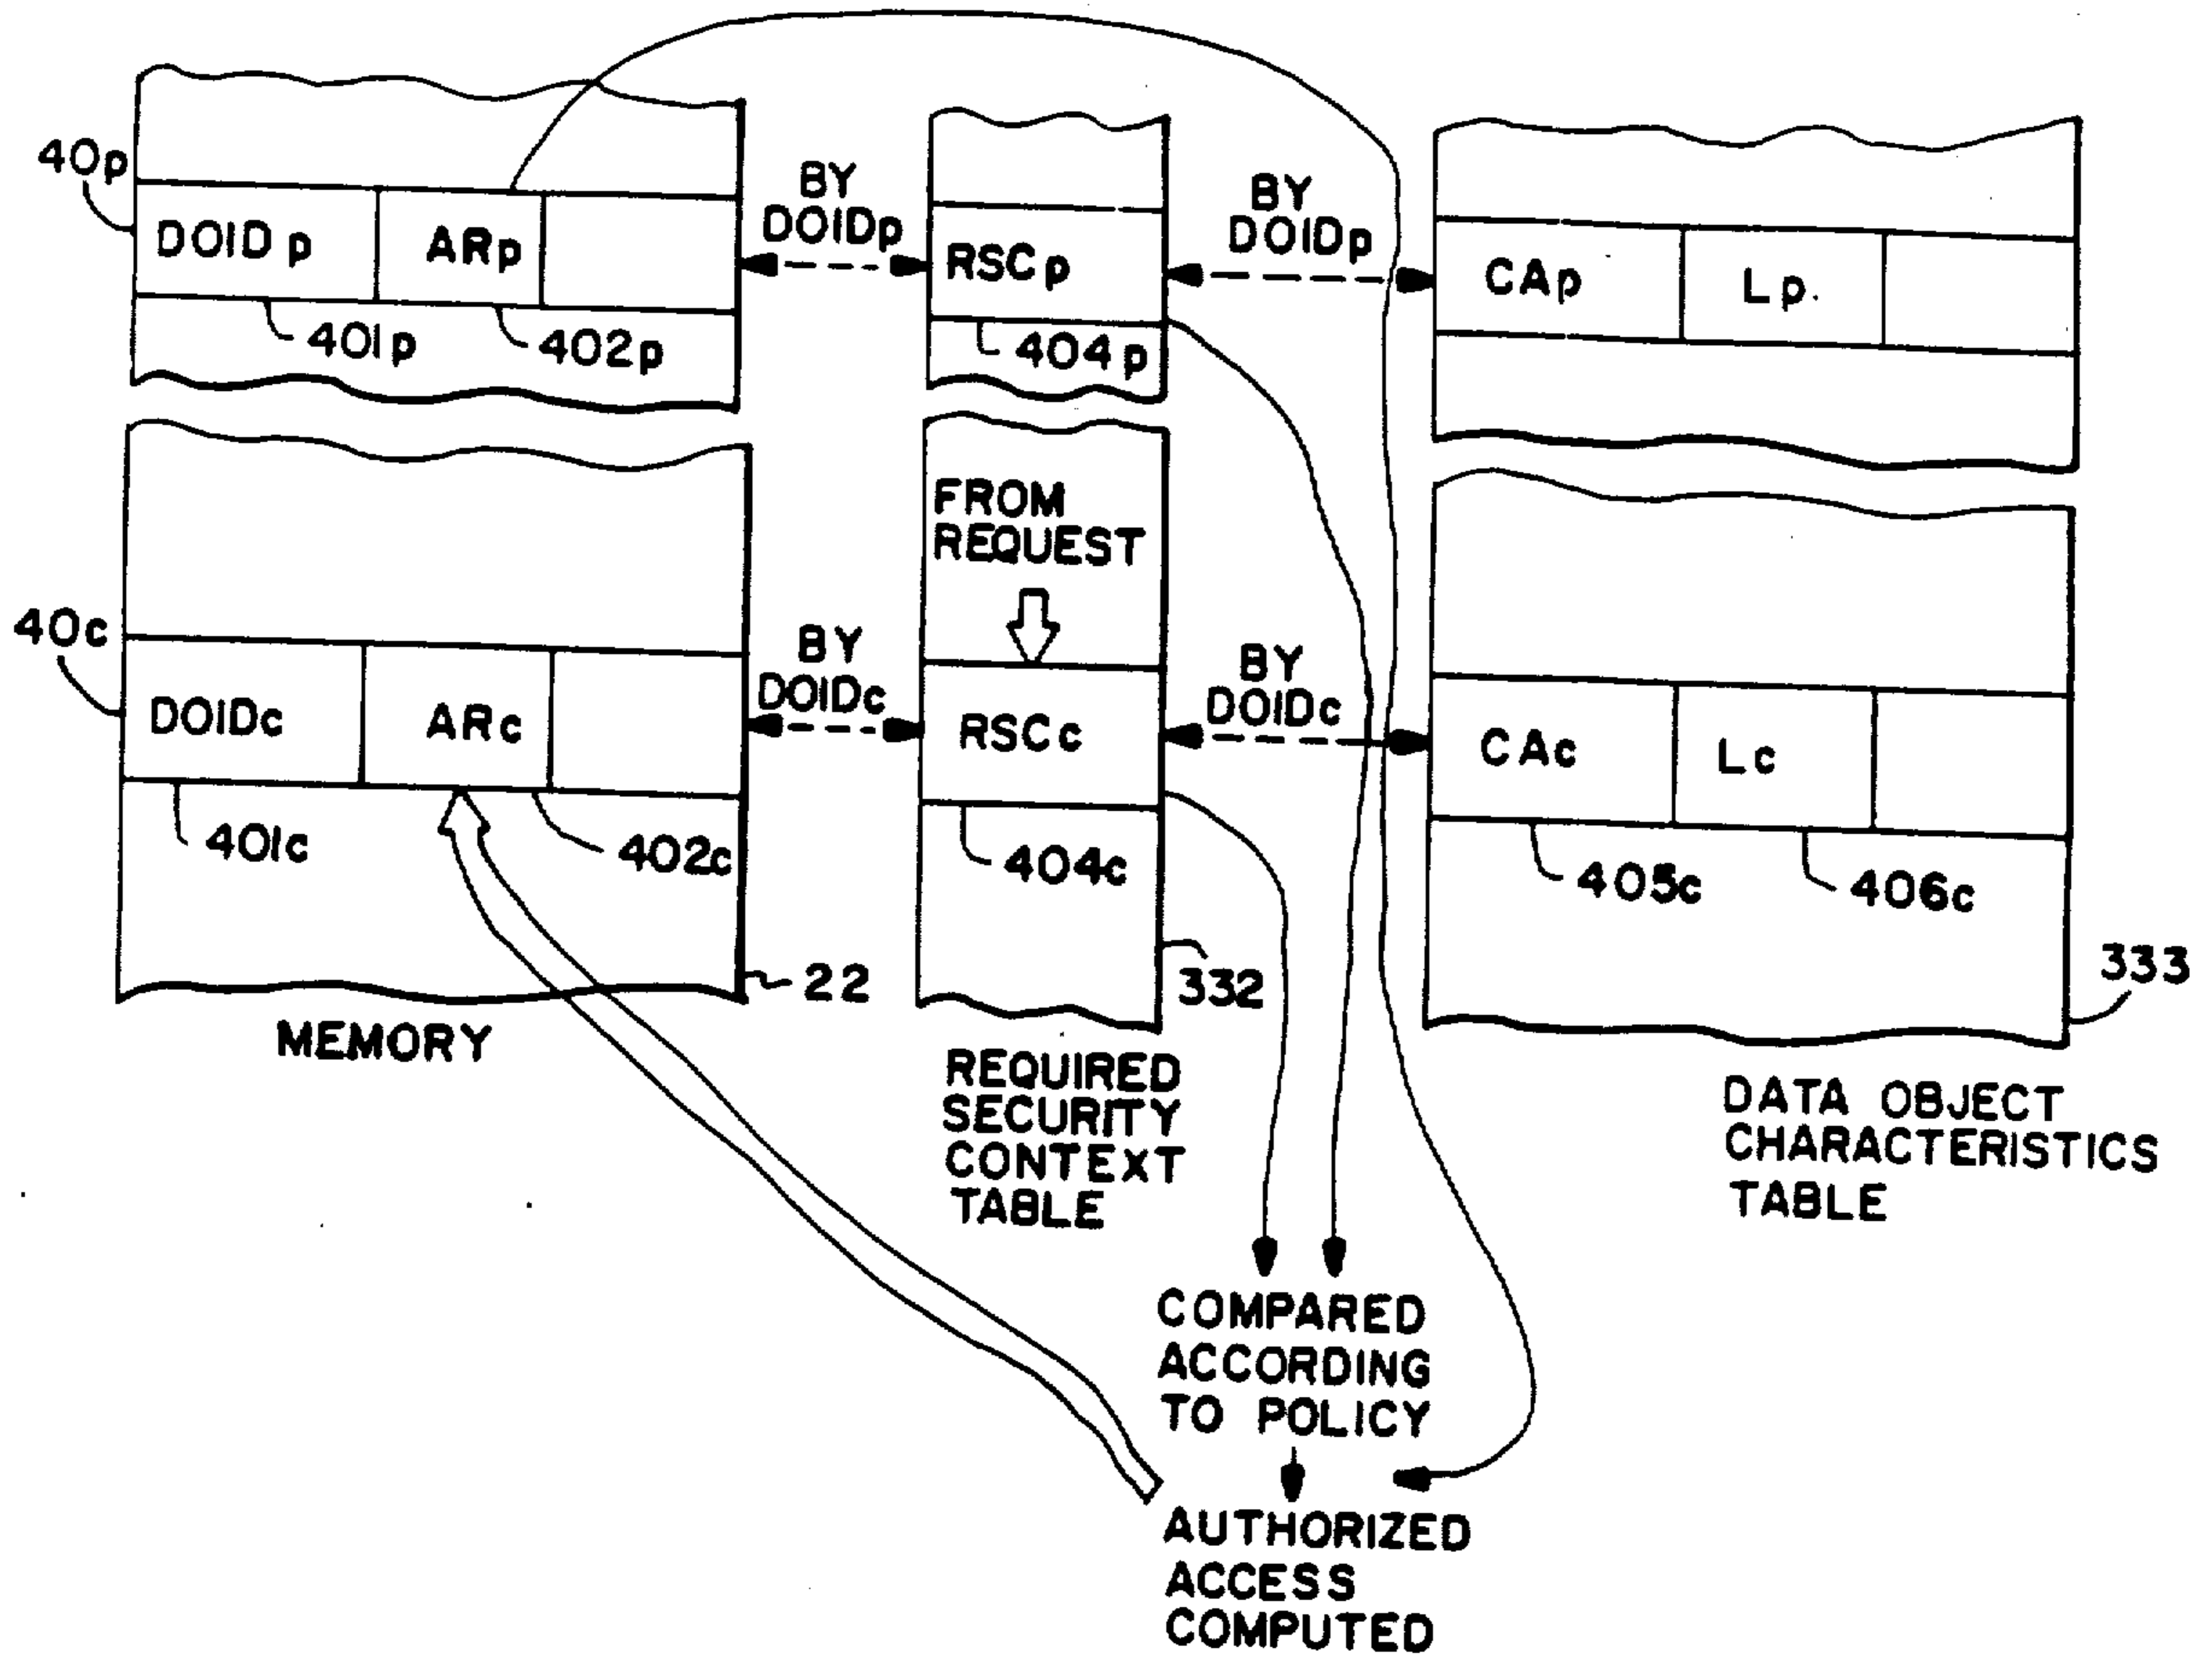 40p
DOIDp
ARp
401p
402p
BY
DOIDp
RSCp
404p
BY
DOIDp
CAp
Lp.
40c
DOIDc
ARc
401c
402c
22
MEMORY
BY
DOIDc
FROM
REQUEST
RSCc
404c
332
REQUIRED
SECURITY
CONTEXT
TABLE
BY
DOIDc
CAc
Lc
405c
406c
333
DATA OBJECT
CHARACTERISTICS
TABLE
COMPARED
ACCORDING
TO POLICY
AUTHORIZED
ACCESS
COMPUTED